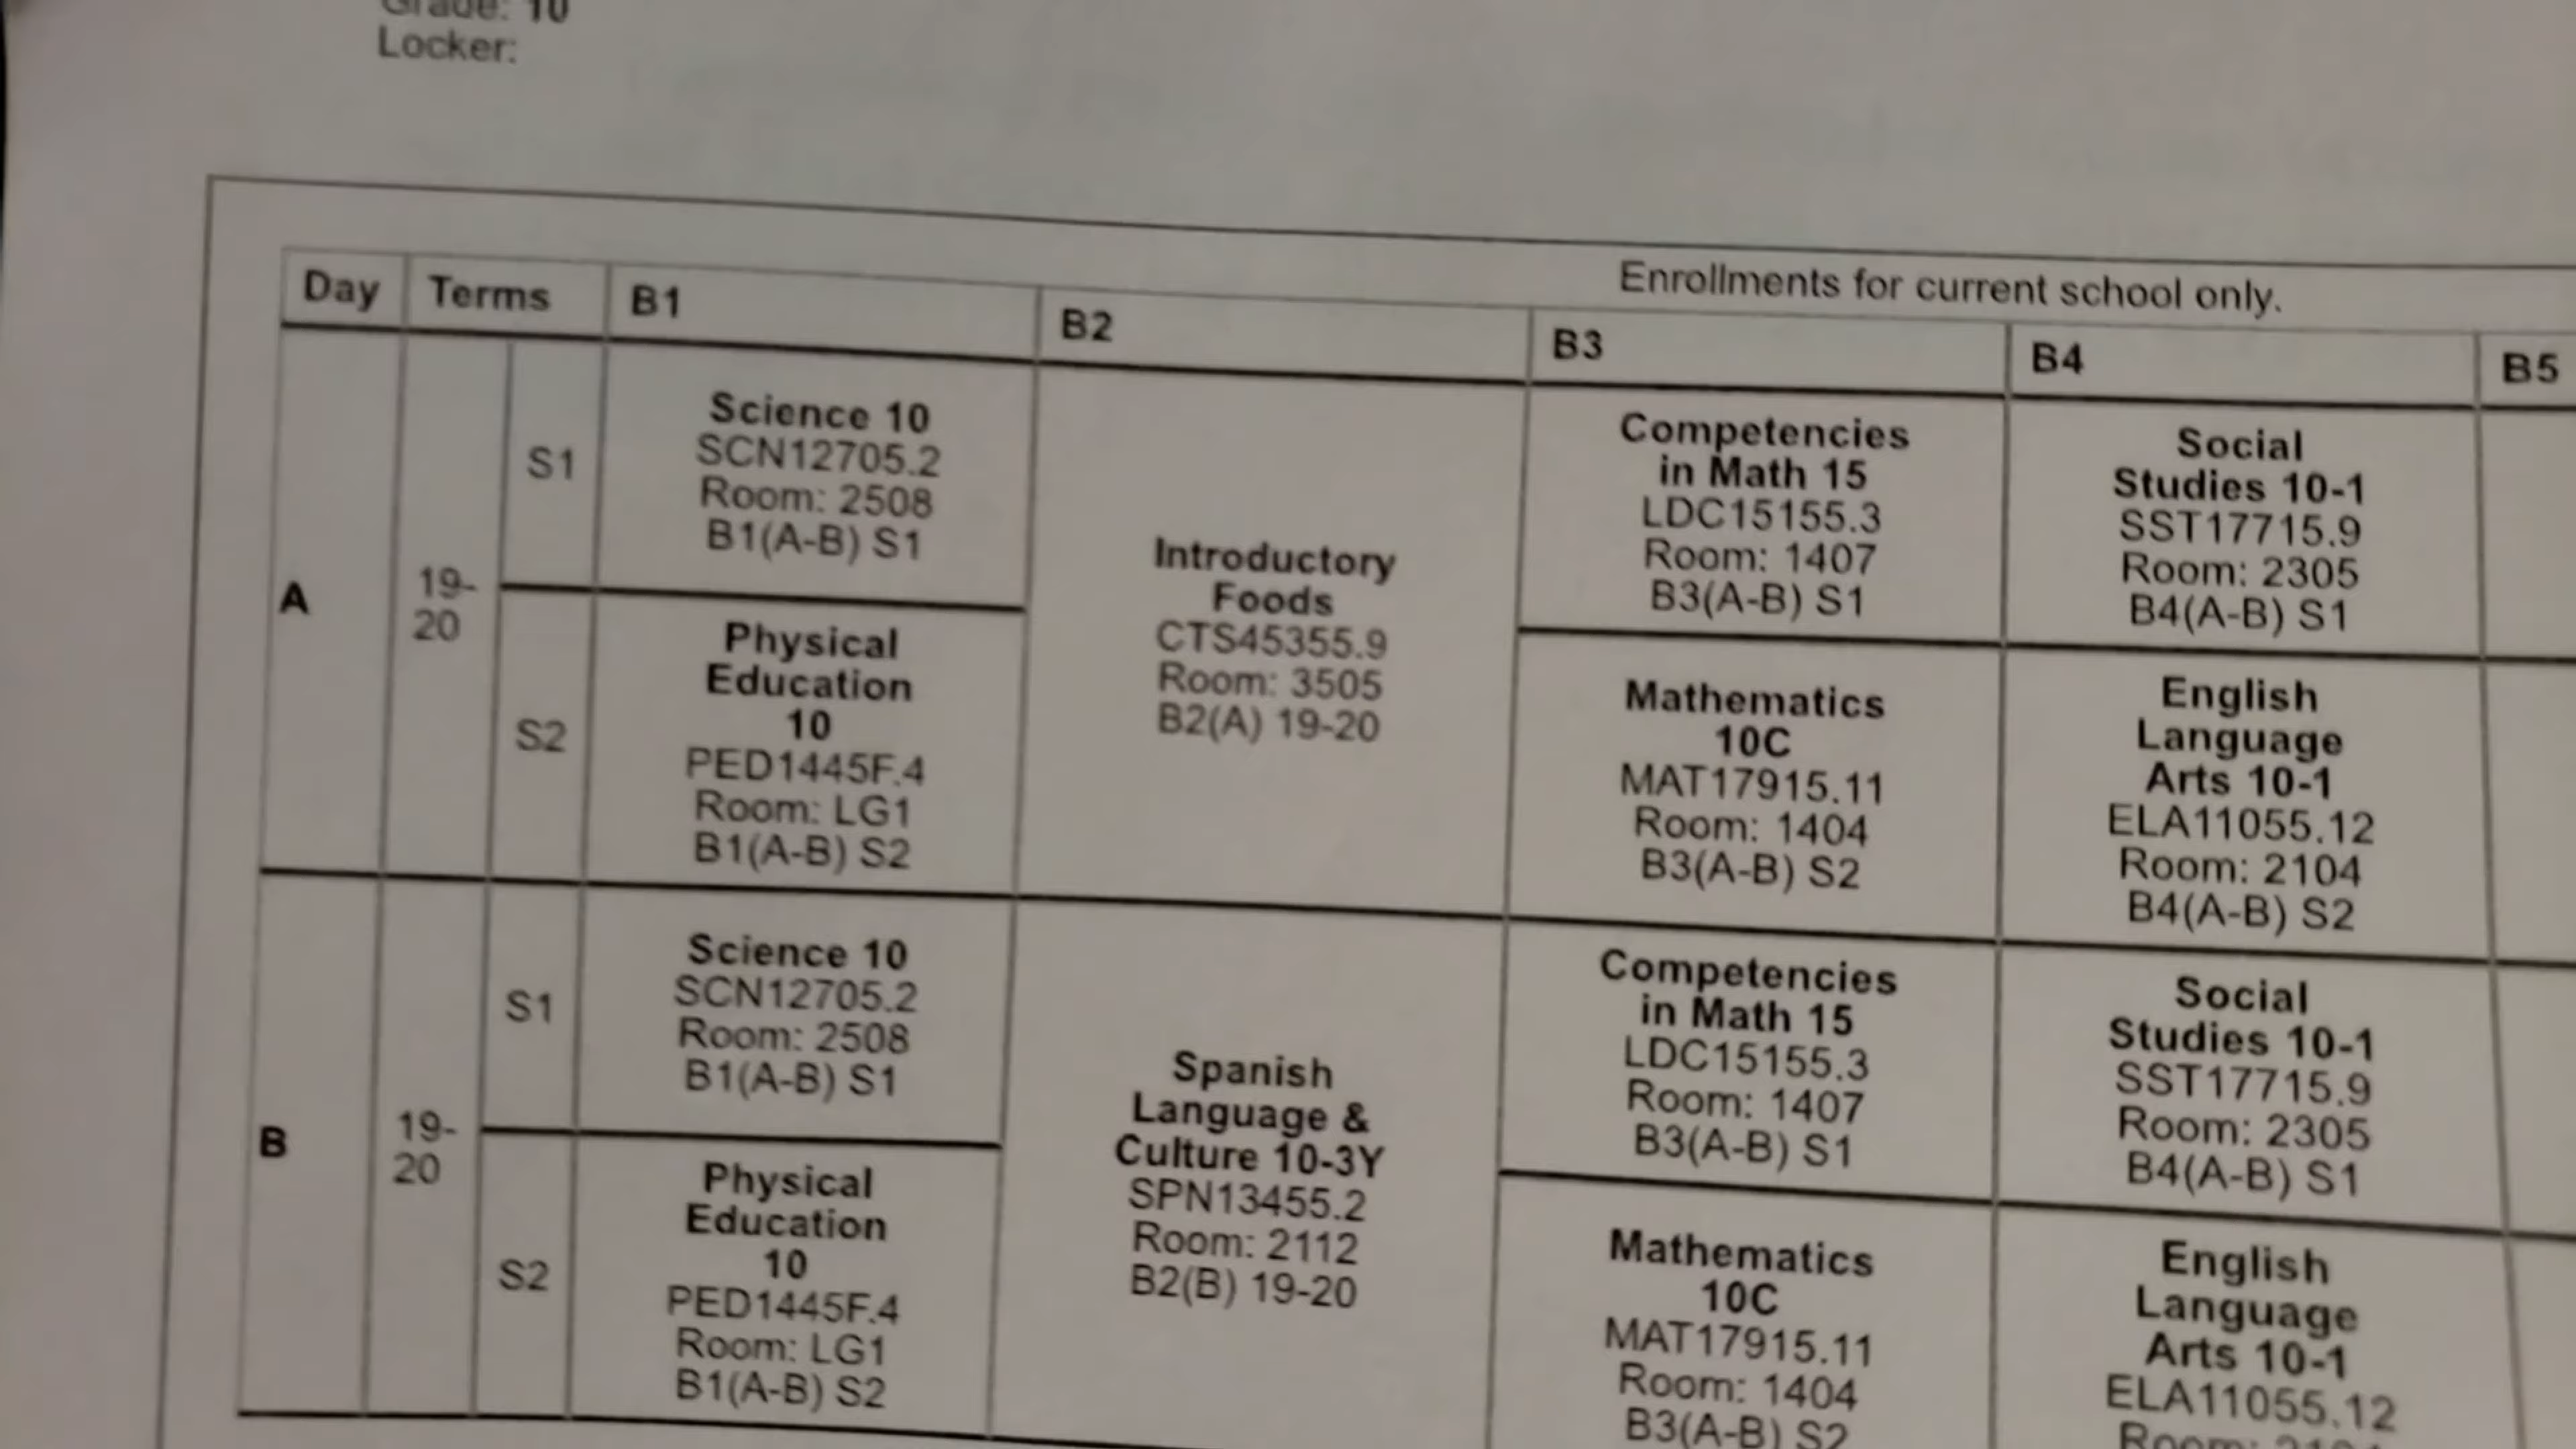 Grade: 10
Locker:
Enrollments for current school only.
Day Terms B1 B2 B3 B4 B5
A
19-
20
S1
Science 10
SCN12705.2
Room: 2508
B1(A-B) S1
S2
Physical
Education
10
PED1445F.4
Room: LG1
B1(A-B) S2
Introductory
Foods
CTS45355.9
Room: 3505
B2(A) 19-20
Competencies
in Math 15
LDC15155.3
Room: 1407
B3(A-B) S1
Mathematics
10C
MAT17915.11
Room: 1404
B3(A-B) S2
Social
Studies 10-1
SST17715.9
Room: 2305
B4(A-B) S1
English
Language
Arts 10-1
ELA11055.12
Room: 2104
B4(A-B) S2
B
19-
20
S1
Science 10
SCN12705.2
Room: 2508
B1(A-B) S1
S2
Physical
Education
10
PED1445F.4
Room: LG1
B1(A-B) S2
Spanish
Language &
Culture 10-3Y
SPN13455.2
Room: 2112
B2(B) 19-20
Competencies
in Math 15
LDC15155.3
Room: 1407
B3(A-B) S1
Mathematics
10C
MAT17915.11
Room: 1404
B3(A-B) S2
Social
Studies 10-1
SST17715.9
Room: 2305
B4(A-B) S1
English
Language
Arts 10-1
ELA11055.12
Room: